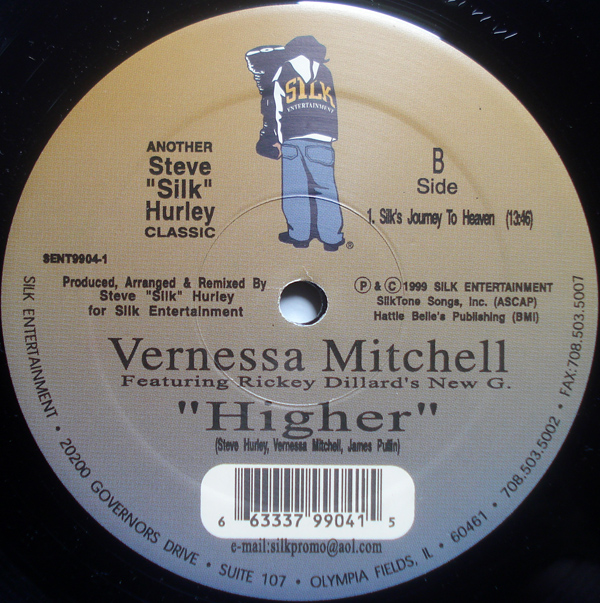 SILK
ENTERTAINMENT
®
ANOTHER
Steve
"Silk"
Hurley
CLASSIC
B
Side
1. Silk's Journey To Heaven (13:46)
SENT9904-1
Produced, Arranged & Remixed By
Steve "Silk" Hurley
for Silk Entertainment
Ⓟ & Ⓒ 1999 SILK ENTERTAINMENT
SilkTone Songs, Inc. (ASCAP)
Hattie Belle's Publishing (BMI)
Vernessa Mitchell
Featuring Rickey Dillard's New G.
"Higher"
(Steve Hurley, Vernessa Mitchell, James Pullin)
6 63337 99041 5
e-mail:silkpromo@aol.com
SILK ENTERTAINMENT • 20200 GOVERNORS DRIVE • SUITE 107 • OLYMPIA FIELDS, IL • 60461 • 708.503.5002 • FAX:708.503.5007